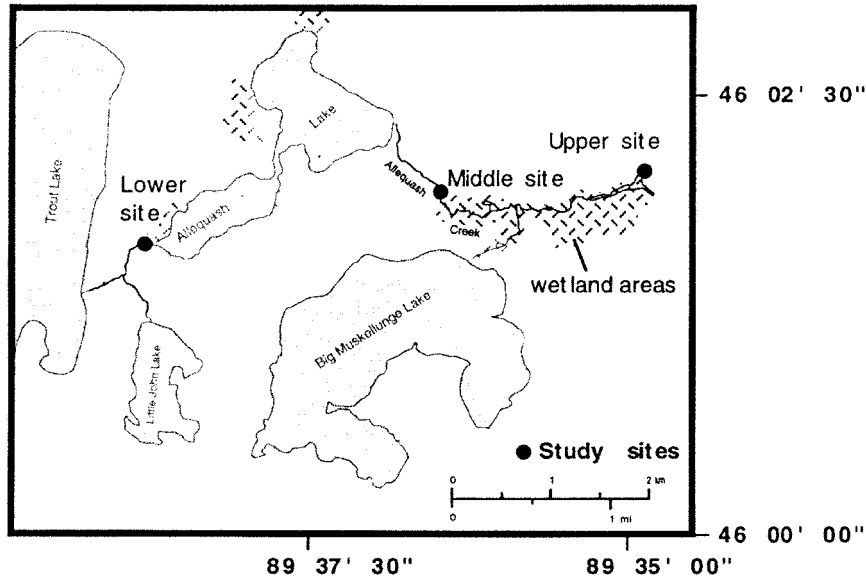 46 02' 30"
Upper site
Lake
Allequash
Middle site
Trout Lake
Lower
site
Allequash
Creek
wetland areas
Big Muskollunge Lake
Little John Lake
Study sites
0 1 2 km
0 1 mi
46 00' 00"
89 37' 30"
89 35' 00"